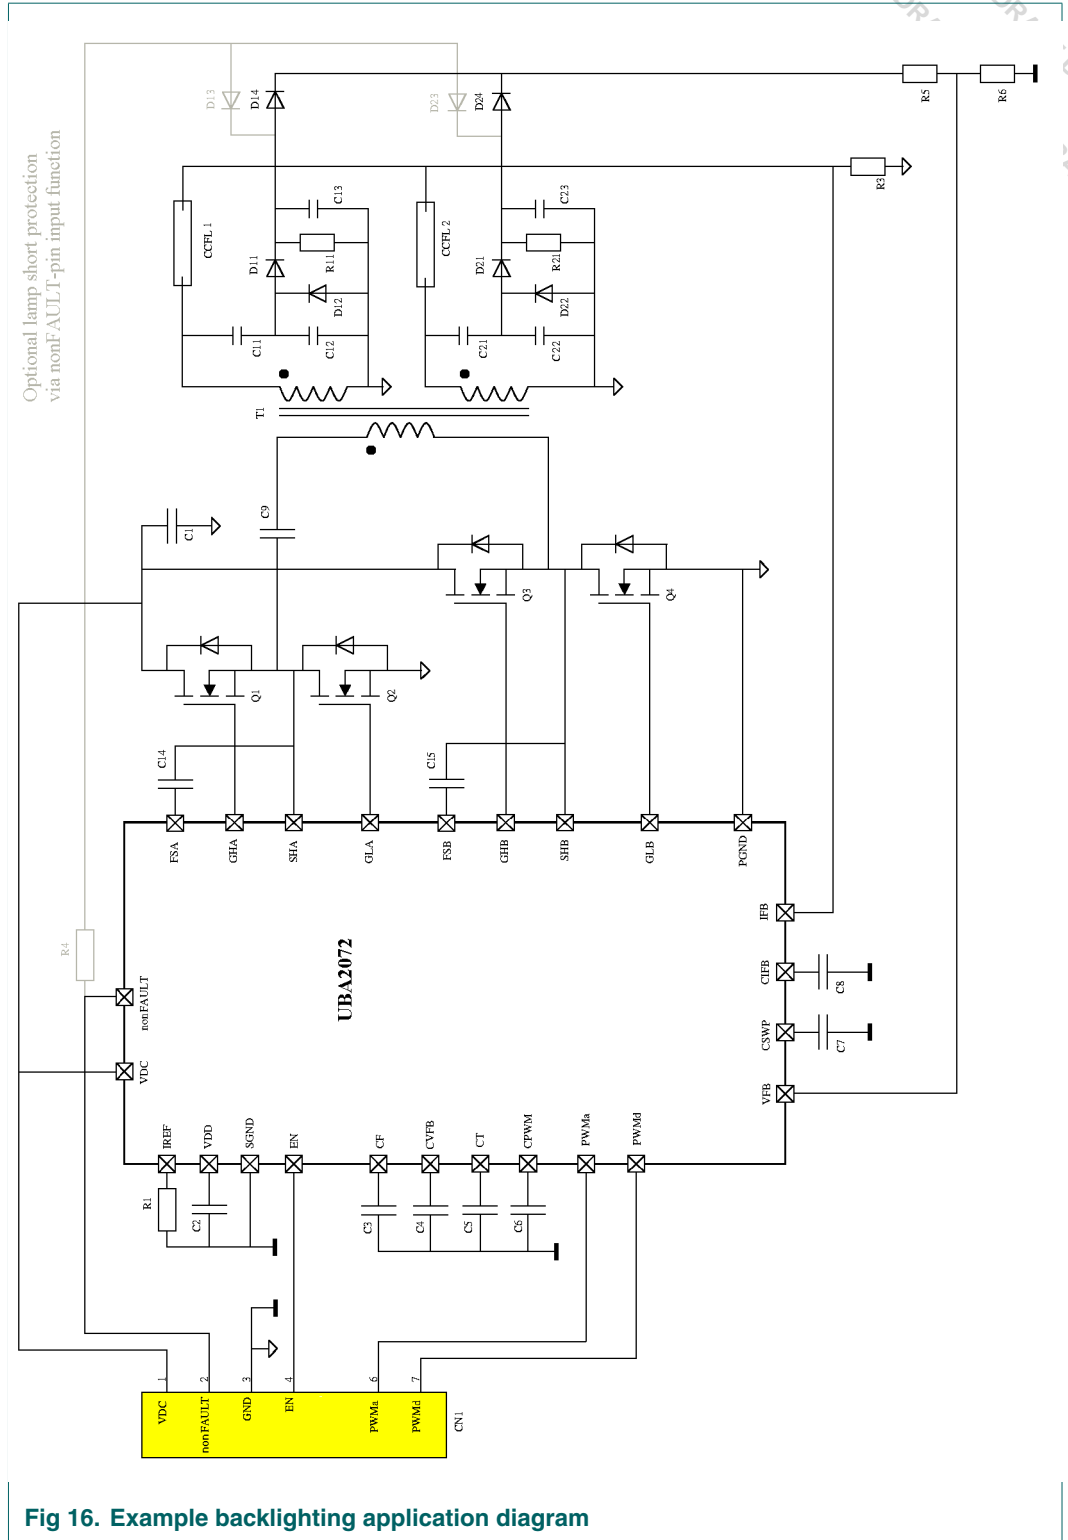 Optional lamp short protection
via nonFAULT-pin input function
D13
D14
D23
D24
R5
R6
R3
CCFL 1
C13
R11
D11
D12
C11
C12
CCFL 2
C23
R21
D21
D22
C21
C22
T1
C9
C1
Q3
Q4
Q1
Q2
C14
C15
FSA
GHA
SHA
GLA
FSB
GHB
SHB
GLB
PGND
R4
nonFAULT
VDC
UBA2072
IFB
CIFB
CSWP
VFB
C8
C7
IREF
VDD
SGND
EN
CF
CVFB
CT
CPWM
PWMa
PWMd
R1
C2
C3
C4
C5
C6
1
2
3
4
6
7
VDC
nonFAULT
GND
EN
PWMa
PWMd
CN1
Fig 16. Example backlighting application diagram